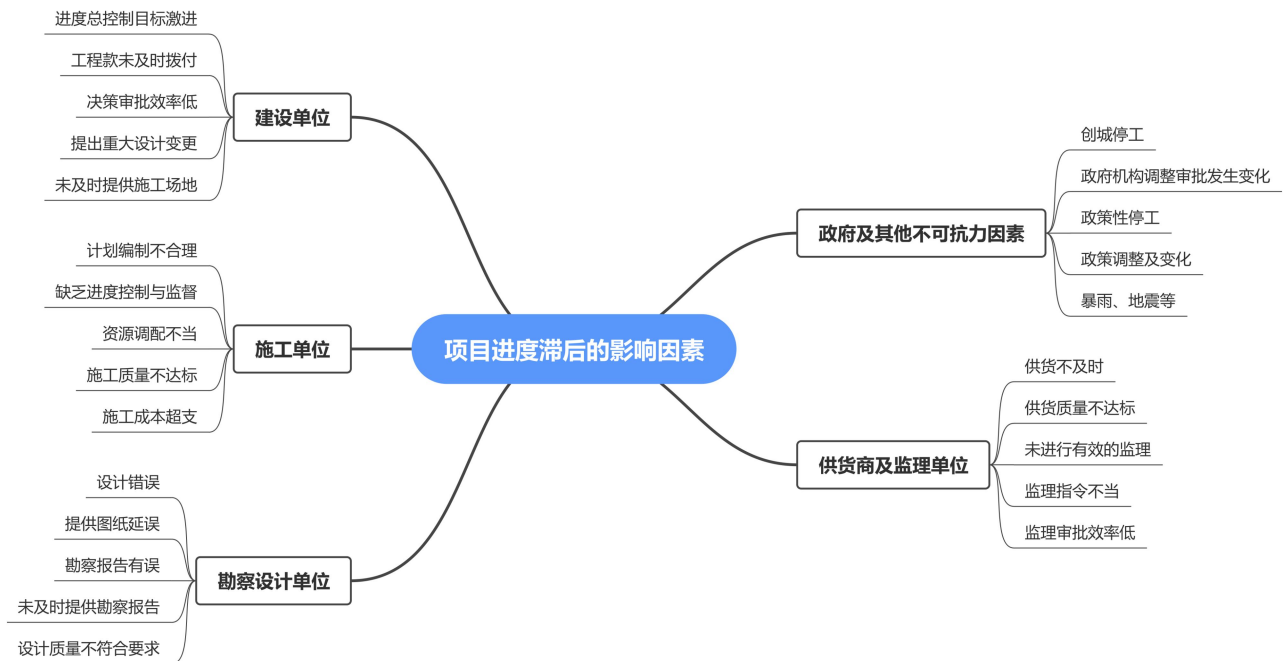 项目进度滞后的影响因素
建设单位
进度总控制目标激进
工程款未及时拨付
决策审批效率低
提出重大设计变更
未及时提供施工场地
施工单位
计划编制不合理
缺乏进度控制与监督
资源调配不当
施工质量不达标
施工成本超支
勘察设计单位
设计错误
提供图纸延误
勘察报告有误
未及时提供勘察报告
设计质量不符合要求
政府及其他不可抗力因素
创城停工
政府机构调整审批发生变化
政策性停工
政策调整及变化
暴雨、地震等
供货商及监理单位
供货不及时
供货质量不达标
未进行有效的监理
监理指令不当
监理审批效率低